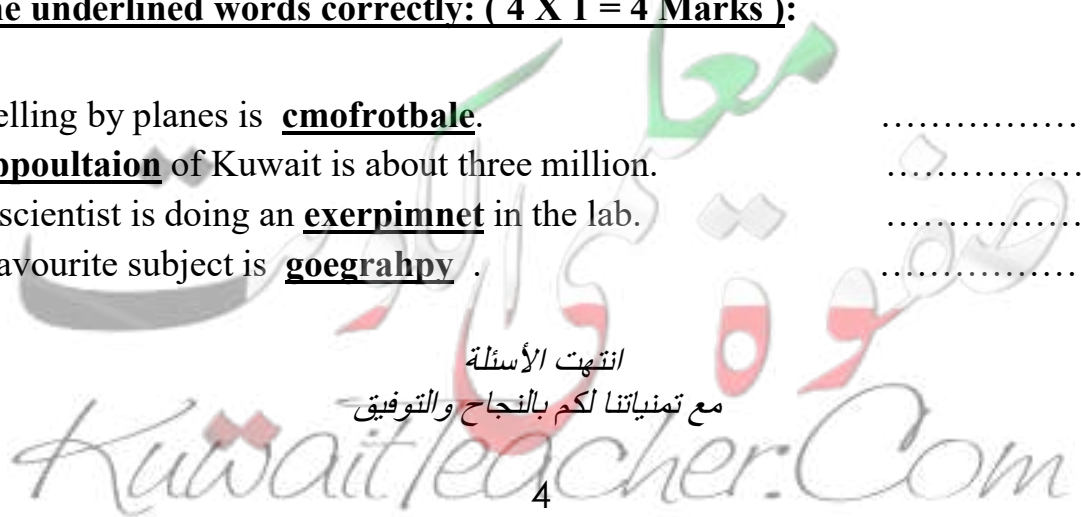 he underlined words correctly: ( 4 X 1 = 4 Marks ):
elling by planes is cmofrotbale. ................
ppoultaion of Kuwait is about three million. ................
scientist is doing an exerpimnet in the lab. ................
avourite subject is goegrahpy . ................
انتهت الأسئلة
مع تمنياتنا لكم بالنجاح والتوفيق
KuwaitTeacher.Com
4